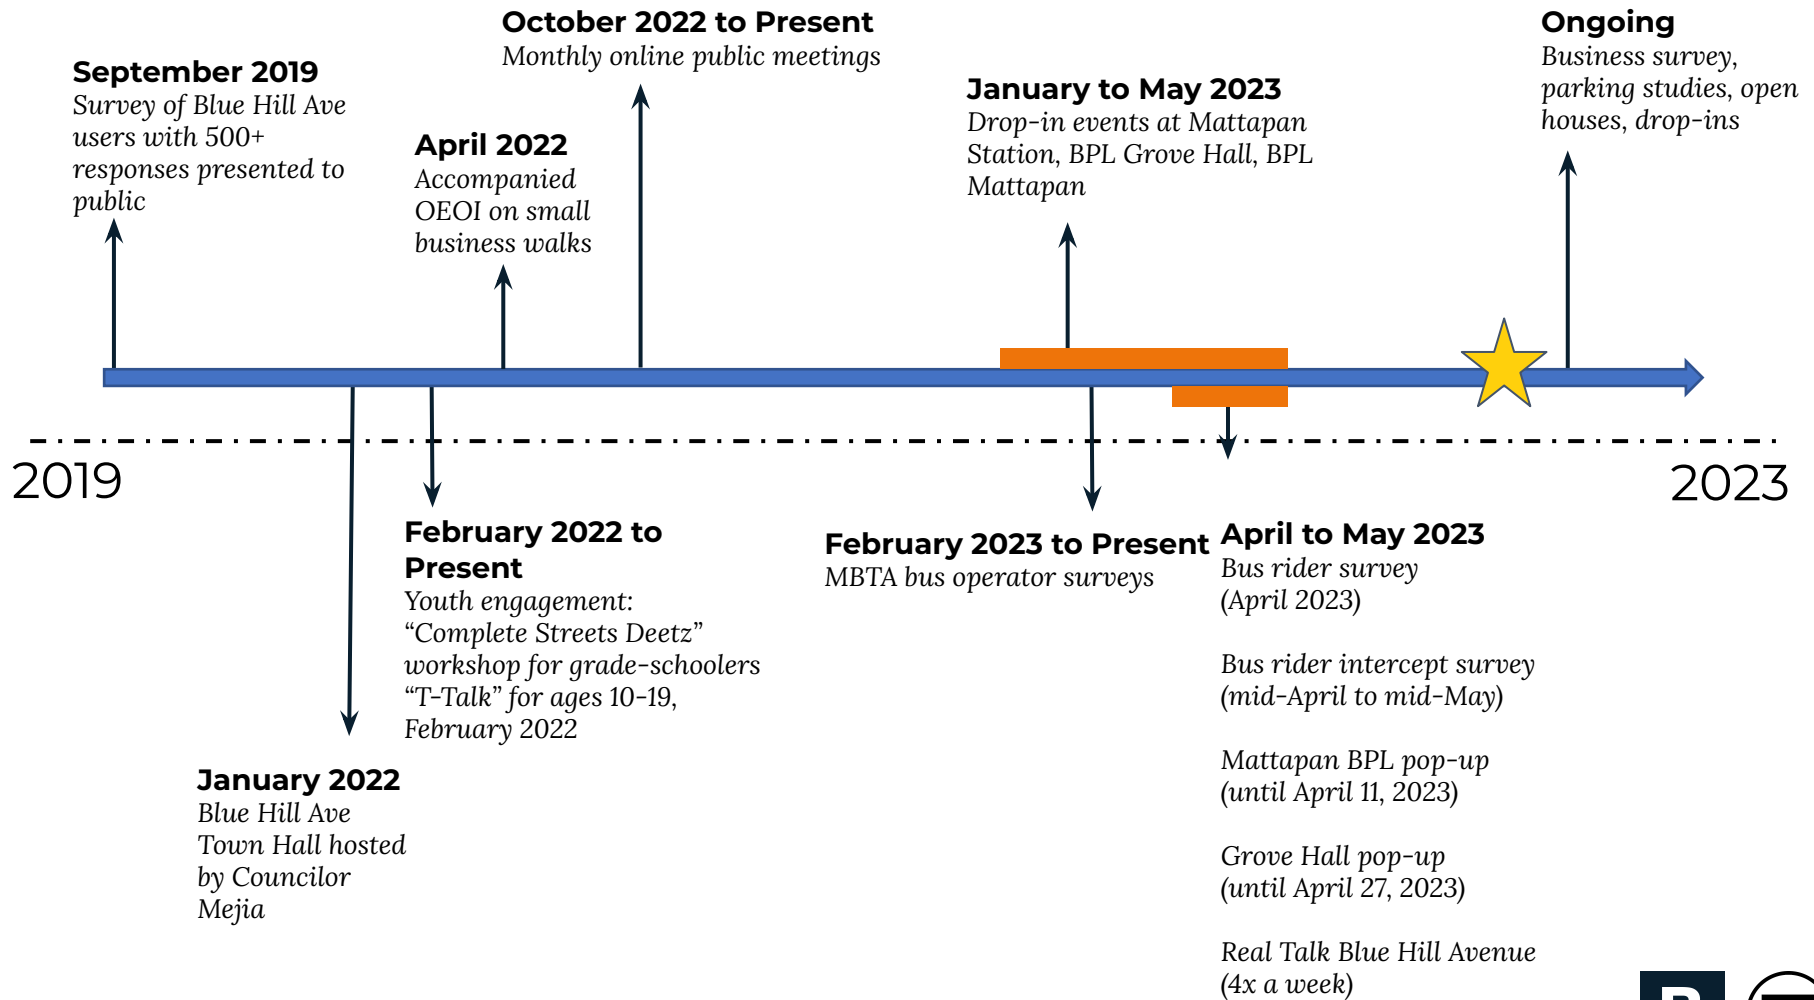 October 2022 to Present
Monthly online public meetings
Ongoing
Business survey,
parking studies, open
houses, drop-ins
September 2019
Survey of Blue Hill Ave
users with 500+
responses presented to
public
January to May 2023
Drop-in events at Mattapan
Station, BPL Grove Hall, BPL
Mattapan
April 2022
Accompanied
OEOI on small
business walks
2019
2023
February 2022 to
Present
Youth engagement:
“Complete Streets Deetz”
workshop for grade-schoolers
“T-Talk” for ages 10-19,
February 2022
February 2023 to Present
MBTA bus operator surveys
April to May 2023
Bus rider survey
(April 2023)
Bus rider intercept survey
(mid-April to mid-May)
Mattapan BPL pop-up
(until April 11, 2023)
Grove Hall pop-up
(until April 27, 2023)
Real Talk Blue Hill Avenue
(4x a week)
January 2022
Blue Hill Ave
Town Hall hosted
by Councilor
Mejia